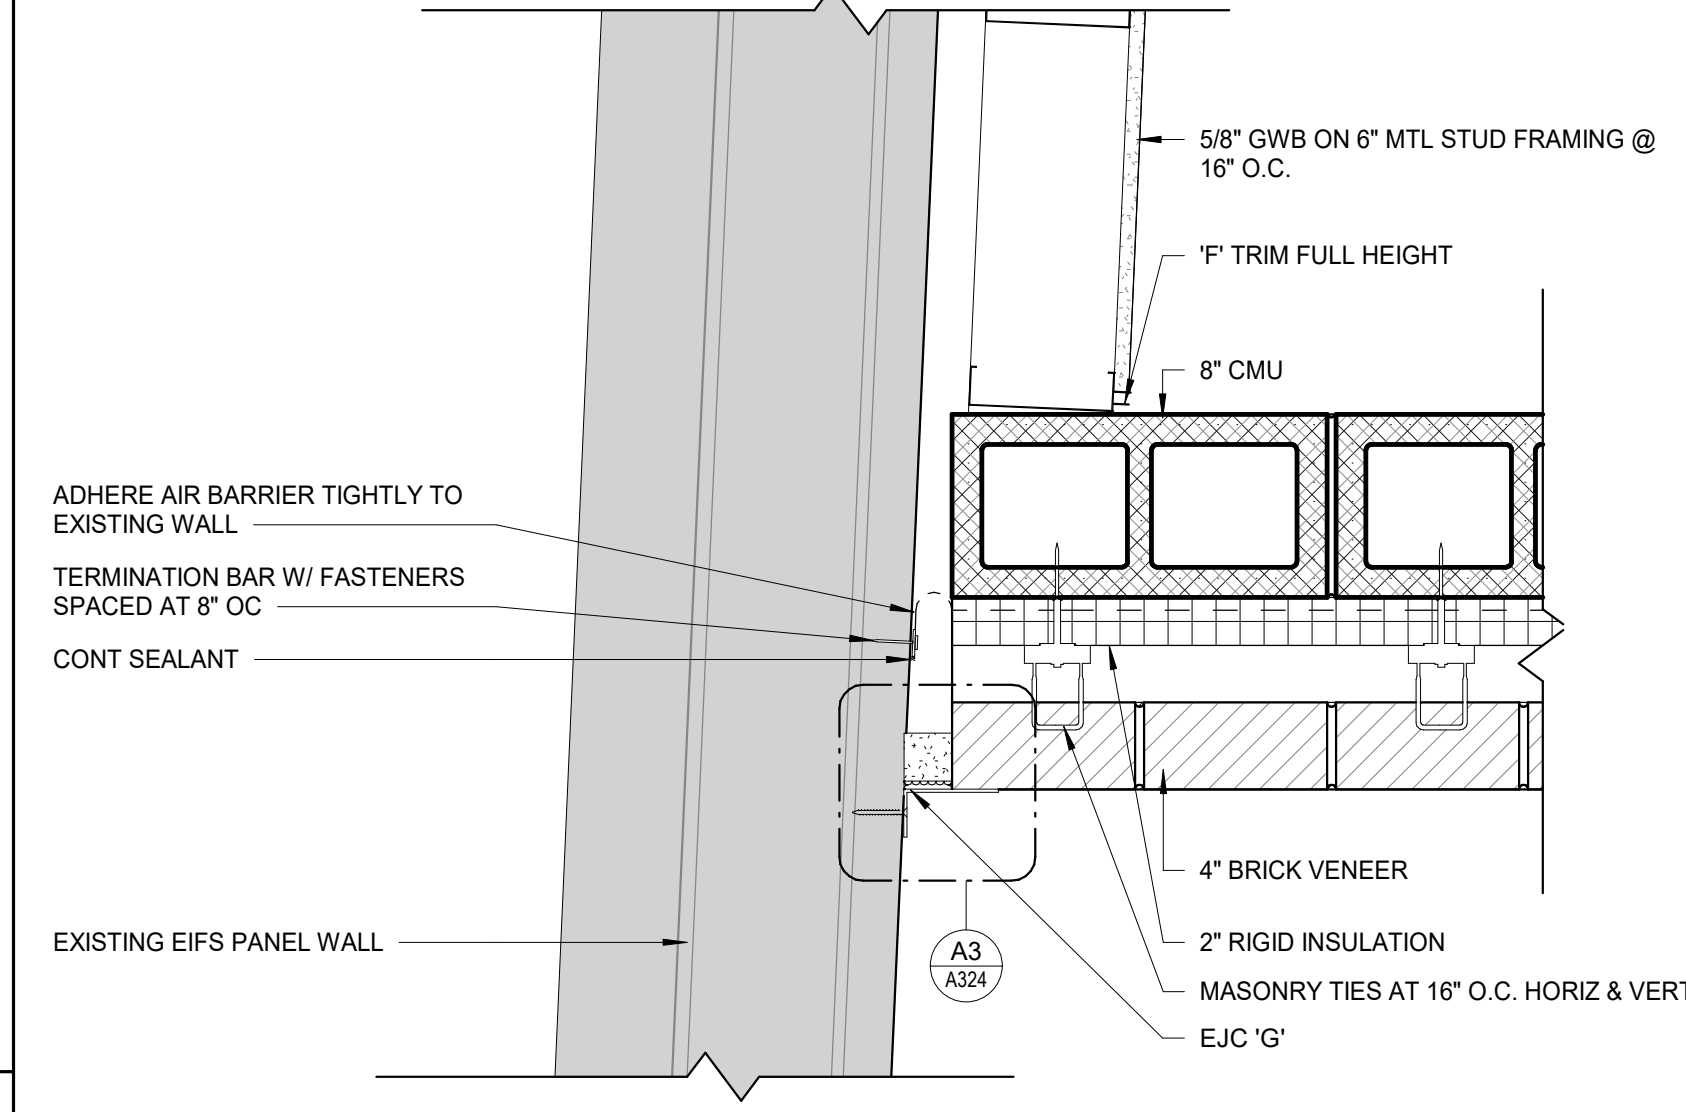 5/8" GWB ON 6" MTL STUD FRAMING @
16" O.C.
'F' TRIM FULL HEIGHT
8" CMU
ADHERE AIR BARRIER TIGHTLY TO
EXISTING WALL
TERMINATION BAR W/ FASTENERS
SPACED AT 8" OC
CONT SEALANT
4" BRICK VENEER
EXISTING EIFS PANEL WALL
2" RIGID INSULATION
A3
A324
MASONRY TIES AT 16" O.C. HORIZ & VERT
EJC 'G'